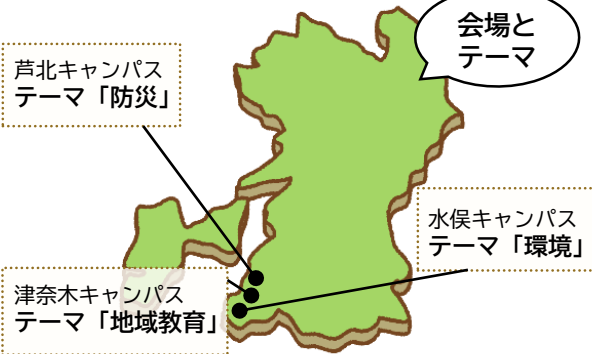 会場と
テーマ
芦北キャンパス
テーマ「防災」
水俣キャンパス
テーマ「環境」
津奈木キャンパス
テーマ「地域教育」